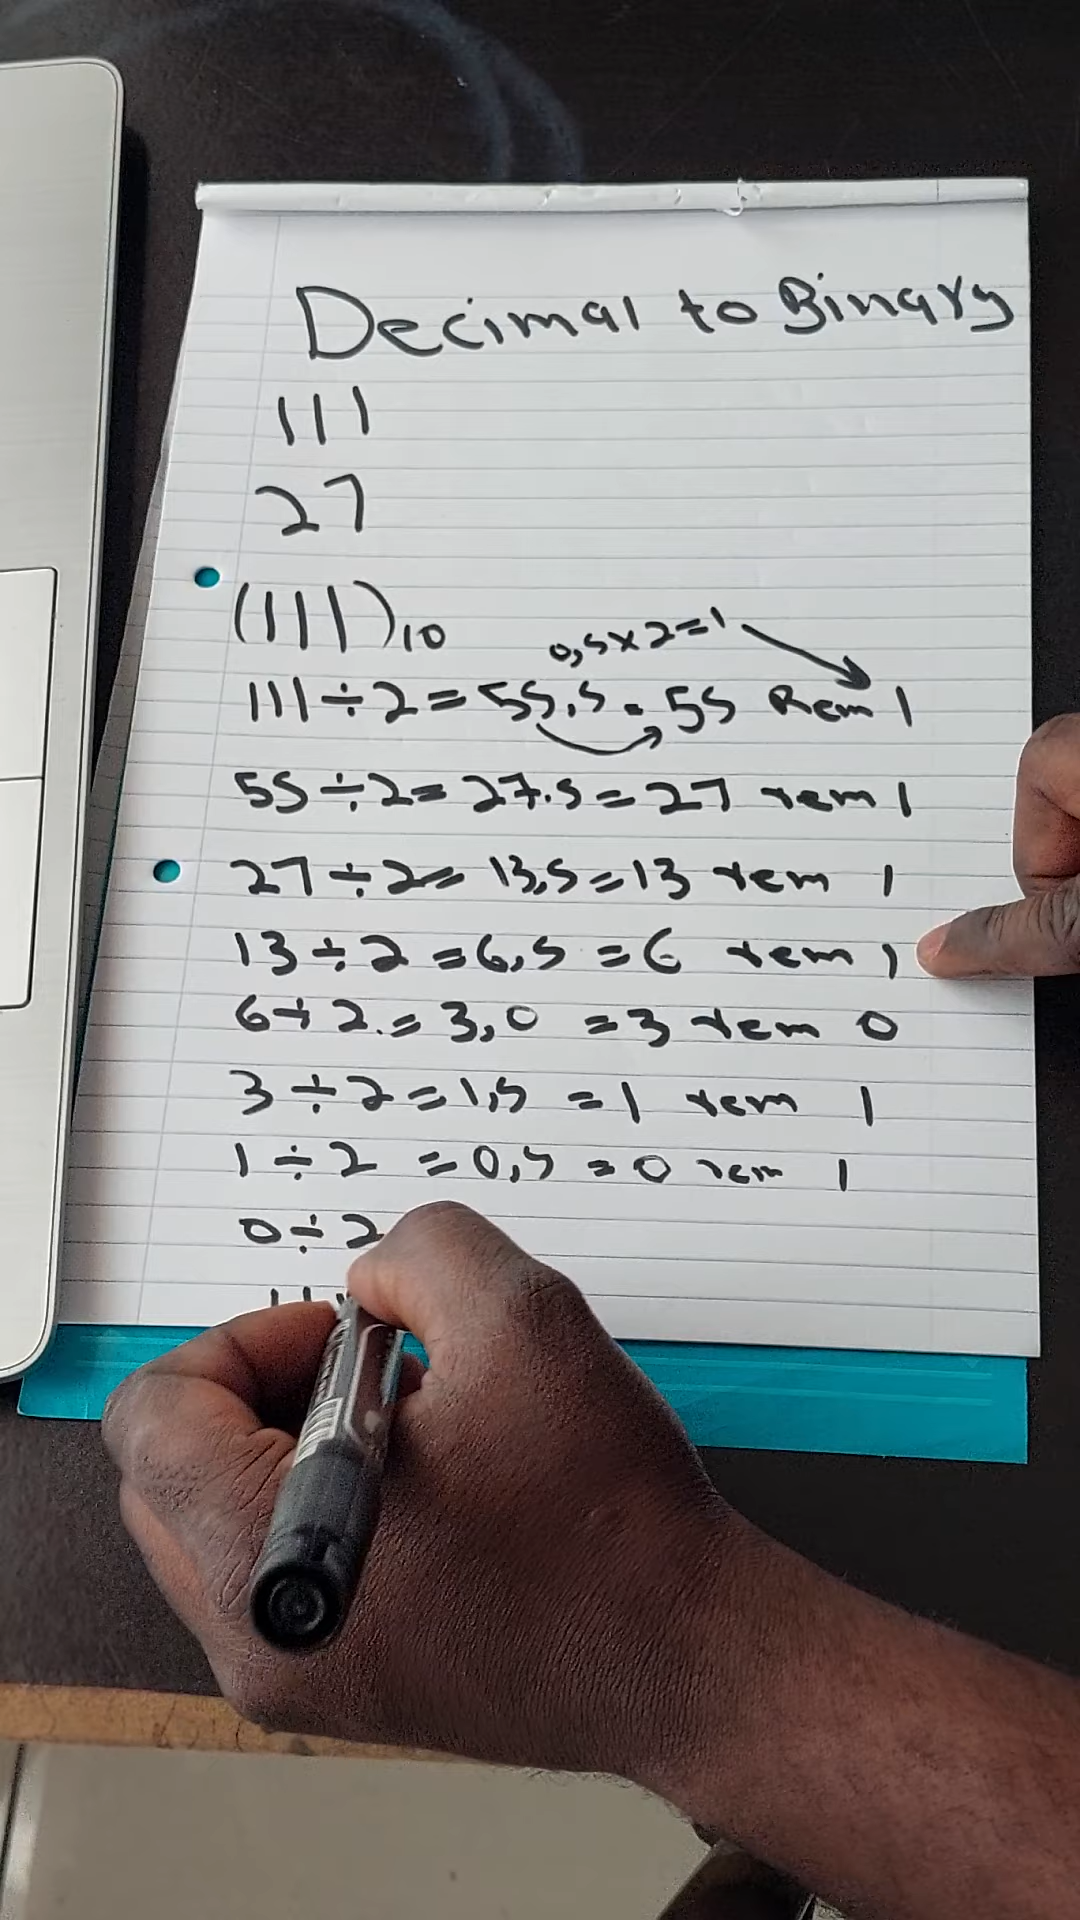 Decimal to Binary
111
27
(111)10
0,5x2=1
111÷2=55,5=55 Rem 1
55÷2=27.5=27 rem 1
27÷2=13,5=13 rem 1
13÷2=6,5=6 rem 1
6÷2=3,0=3 rem 0
3÷2=1,5=1 rem 1
1÷2=0,5=0 rem 1
0÷2